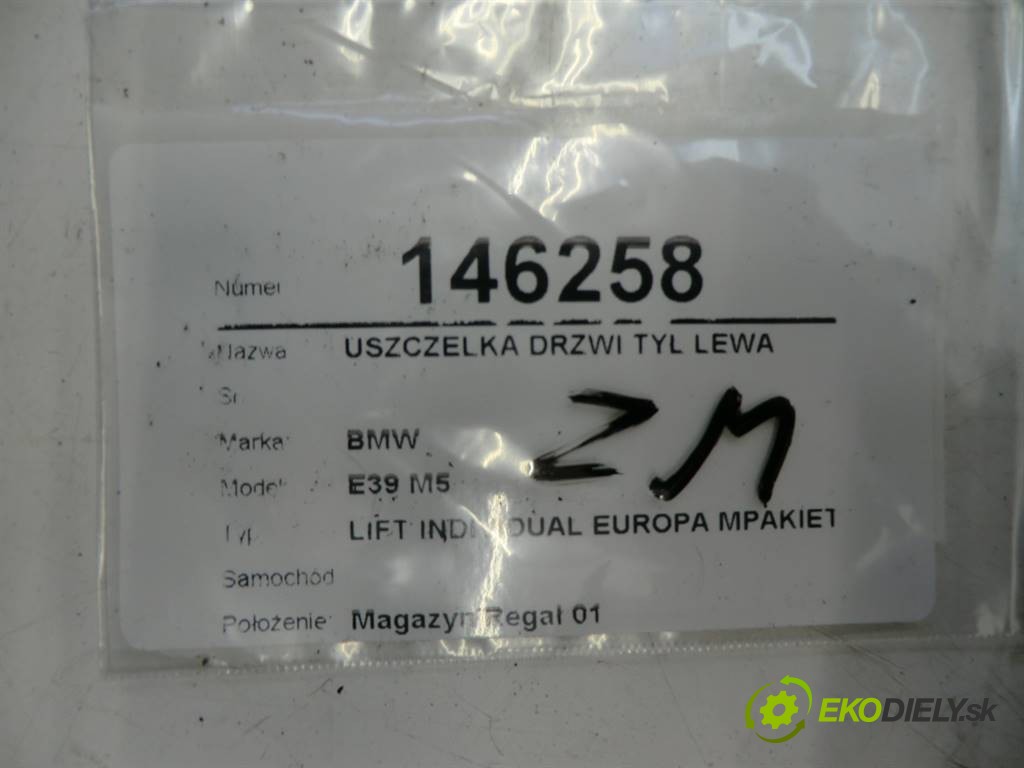 Numer 146258
Nazwa USZCZELKA DRZWI TYŁ LEWA
ZM
Marka: BMW
Model: E39 M5
Typ: LIFT INDIVIDUAL EUROPA MPAKIET
Samochód
Położenie: Magazyn Regał 01
EKODIELY.sk